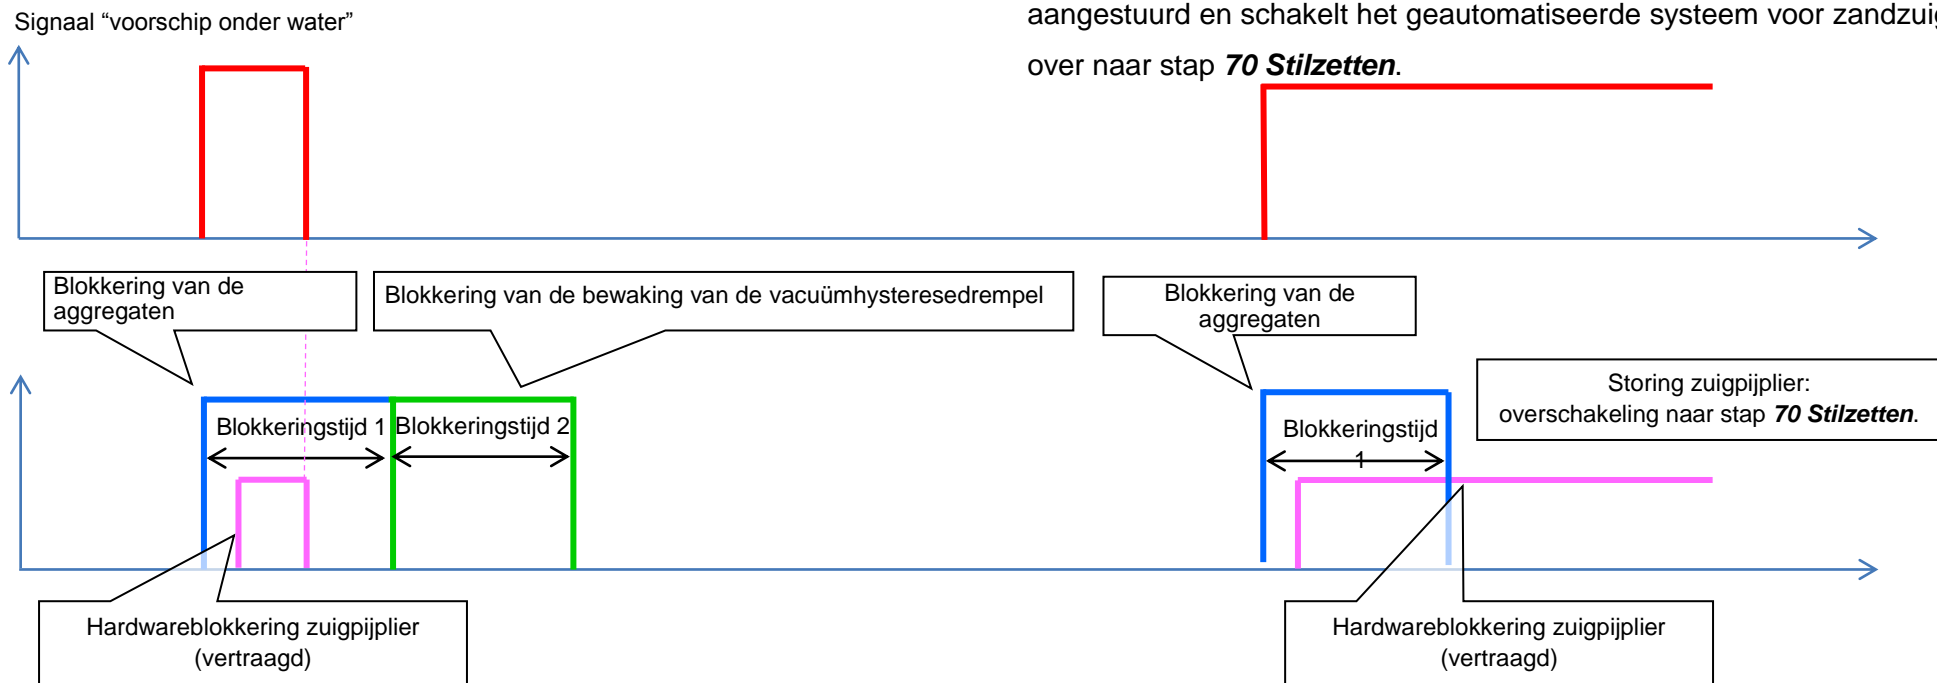 aangestuurd en schakelt het geautomatiseerde systeem voor
Signaal “voorschip onder water”
over naar stap 70 Stilzetten.
Blokkering van de
aggregaten
Blokkering van de bewaking van de vacuümhysteresedrempel
Blokkering van de
aggregaten
Storing zuigpijplier:
overschakeling naar stap 70 Stilzetten.
Blokkeringstijd 1
Blokkeringstijd 2
Blokkeringstijd
1
Hardwareblokkering zuigpijplier
(vertraagd)
Hardwareblokkering zuigpijplier
(vertraagd)